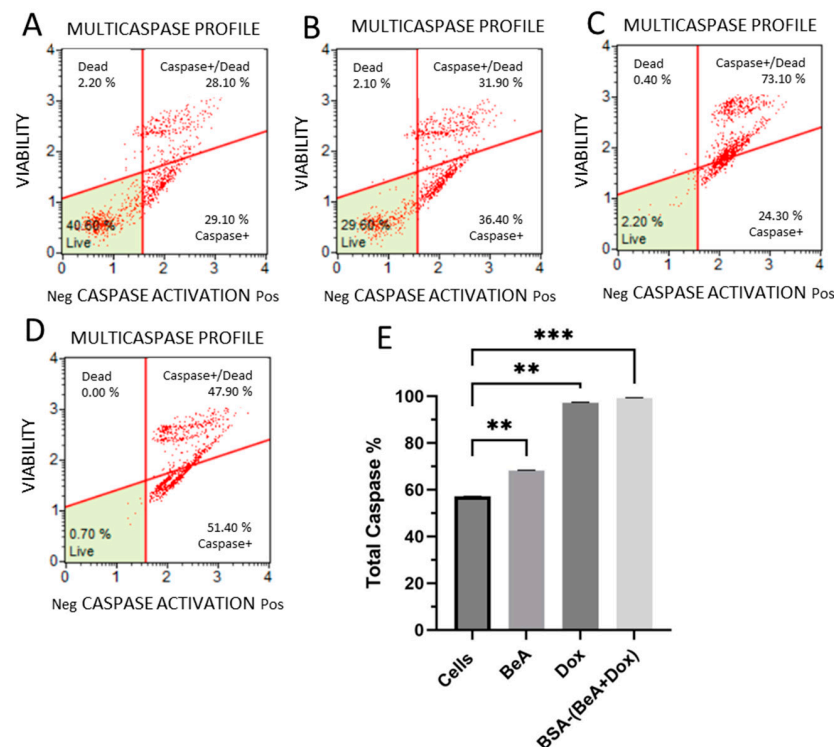 A
MULTICASPASE PROFILE
4
3
2
1
0
VIABILITY
Dead
2.20 %
Caspase+/Dead
28.10 %
40.60 %
Live
29.10 %
Caspase+
0 1 2 3 4
Neg CASPASE ACTIVATION Pos
B
MULTICASPASE PROFILE
4
3
2
1
0
VIABILITY
Dead
2.10 %
Caspase+/Dead
31.90 %
29.60 %
Live
36.40 %
Caspase+
0 1 2 3 4
Neg CASPASE ACTIVATION Pos
C
MULTICASPASE PROFILE
4
3
2
1
0
VIABILITY
Dead
0.40 %
Caspase+/Dead
73.10 %
2.20 %
Live
24.30 %
Caspase+
0 1 2 3 4
Neg CASPASE ACTIVATION Pos
D
MULTICASPASE PROFILE
4
3
2
1
0
VIABILITY
Dead
0.00 %
Caspase+/Dead
47.90 %
0.70 %
Live
51.40 %
Caspase+
0 1 2 3 4
Neg CASPASE ACTIVATION Pos
E
***
**
**
Total Caspase %
100
80
60
40
20
0
Cells
BeA
Dox
BSA-(BeA+Dox)